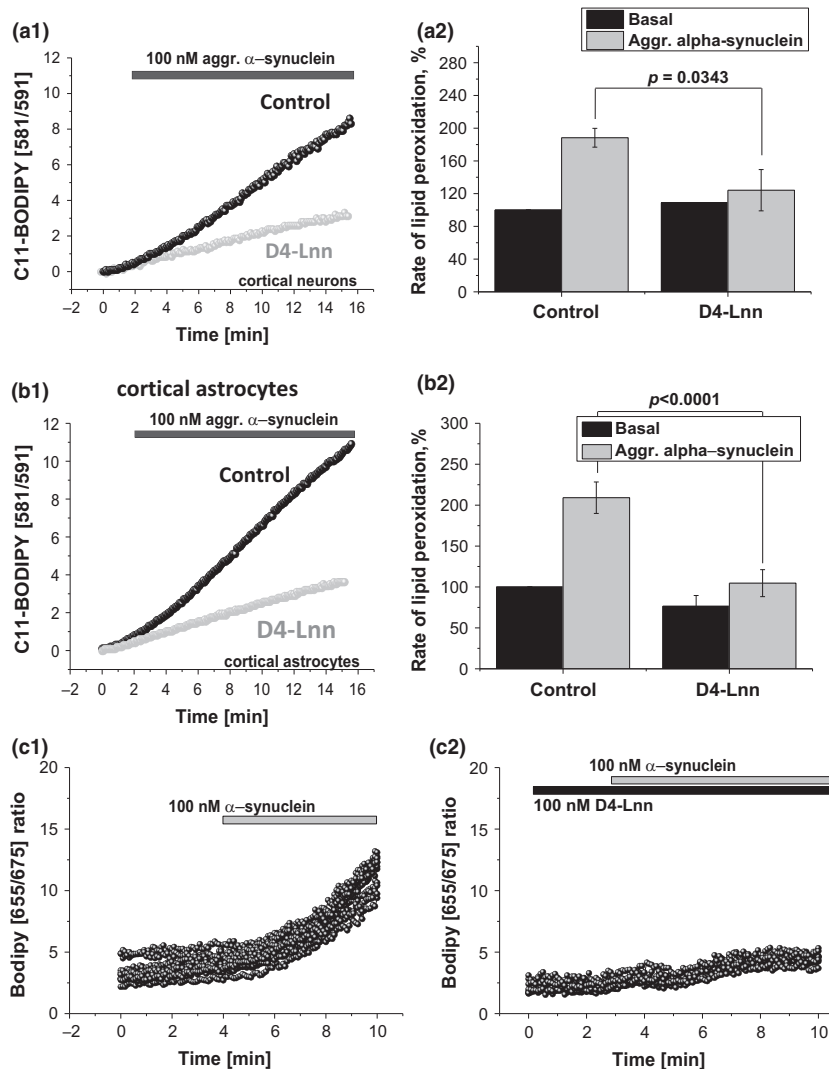 (a1)
100 nM aggr. α–synuclein
Control
D4-Lnn
cortical neurons
C11-BODIPY [581/591]
12
10
8
6
4
2
0
−2 0 2 4 6 8 10 12 14 16
Time [min]
(a2)
Basal
Aggr. alpha-synuclein
p = 0.0343
Rate of lipid peroxidation, %
280
240
200
160
120
80
40
0
Control D4-Lnn
(b1)
cortical astrocytes
100 nM aggr. α–synuclein
Control
D4-Lnn
cortical astrocytes
C11-BODIPY [581/591]
12
10
8
6
4
2
0
−2 0 2 4 6 8 10 12 14 16
Time [min]
(b2)
p<0.0001
Basal
Aggr. alpha–synuclein
Rate of lipid peroxidation,%
300
250
200
150
100
50
0
Control D4-Lnn
(c1)
100 nM α–synuclein
Bodipy [655/675] ratio
20
15
10
5
0
−2 0 2 4 6 8 10
Time [min]
(c2)
100 nM α–synuclein
100 nM D4-Lnn
Bodipy [655/675] ratio
20
15
10
5
0
0 2 4 6 8 10
Time [min]